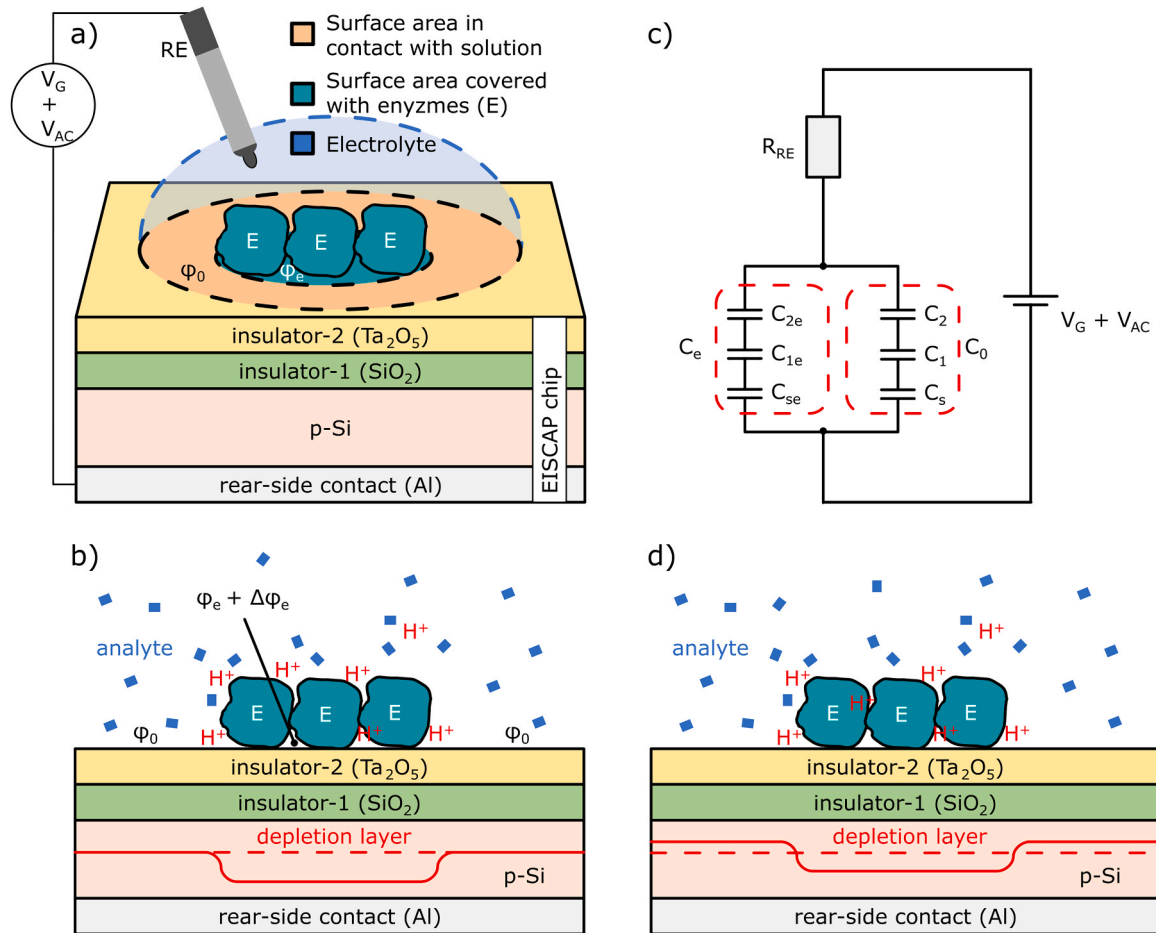 a)
RE
V_G
+
V_AC
Surface area in
contact with solution
Surface area covered
with enyzmes (E)
Electrolyte
E E E
φ₀ φₑ
insulator-2 (Ta₂O₅)
insulator-1 (SiO₂)
p-Si
rear-side contact (Al)
EISCAP chip
c)
R_RE
C_2e C₂
C_e C_1e C₁ C₀
C_se C_s
V_G + V_AC
b)
φₑ + Δφₑ
analyte
H⁺
H⁺ H⁺ H⁺
E E E
φ₀ H⁺ H⁺ H⁺ φ₀
insulator-2 (Ta₂O₅)
insulator-1 (SiO₂)
depletion layer
p-Si
rear-side contact (Al)
d)
analyte
H⁺
H⁺ H⁺
H⁺
E E E
H⁺ H⁺ H⁺
insulator-2 (Ta₂O₅)
insulator-1 (SiO₂)
depletion layer
p-Si
rear-side contact (Al)